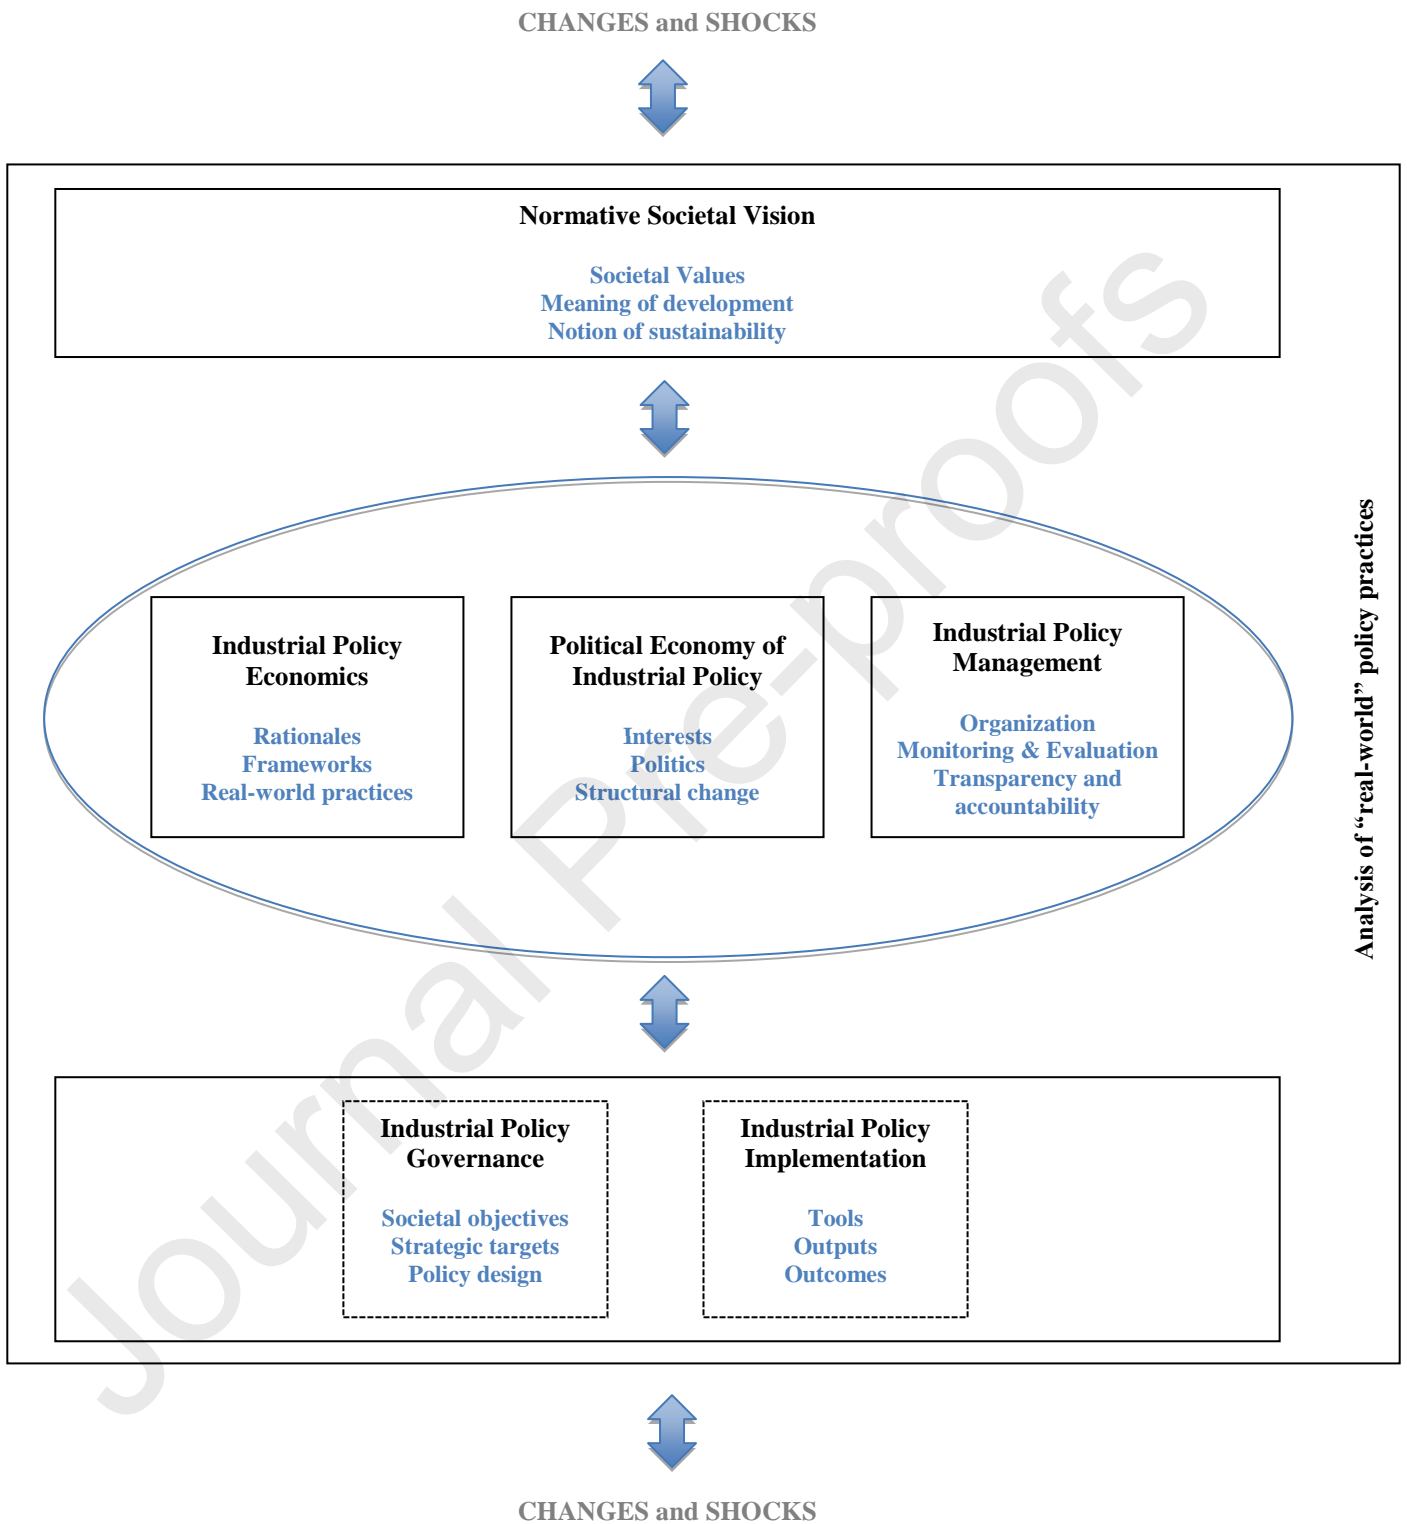 CHANGES and SHOCKS
Normative Societal Vision
Societal Values
Meaning of development
Notion of sustainability
Industrial Policy
Economics
Rationales
Frameworks
Real-world practices
Political Economy of
Industrial Policy
Interests
Politics
Structural change
Industrial Policy
Management
Organization
Monitoring & Evaluation
Transparency and
accountability
Analysis of “real-world” policy practices
Industrial Policy
Governance
Societal objectives
Strategic targets
Policy design
Industrial Policy
Implementation
Tools
Outputs
Outcomes
CHANGES and SHOCKS
Journal Pre-proofs